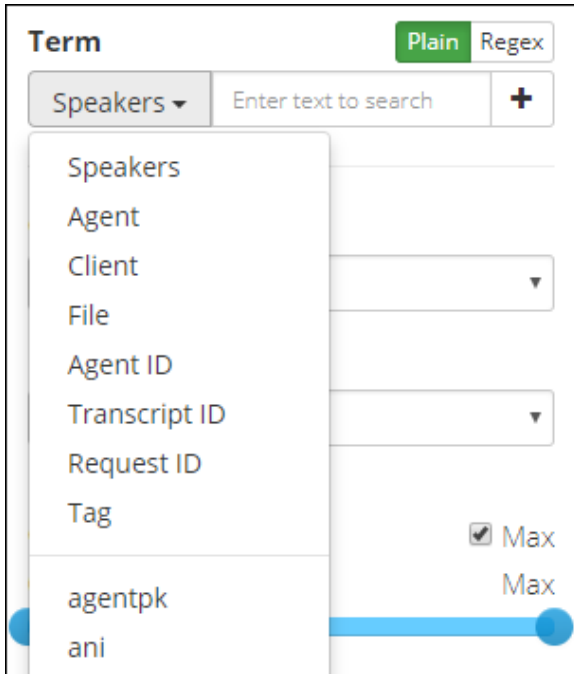 Term Plain Regex
Speakers Enter text to search +
Speakers
Agent
Client
File
Agent ID
Transcript ID
Request ID
Tag
Max
Max
agentpk
ani